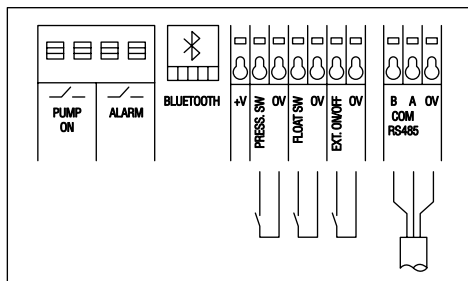 PUMP ON
ALARM
BLUETOOTH
+V
PRESS. SW
0V
FLOAT SW
0V
EXT. ON/OFF
0V
B A 0V
COM
RS485